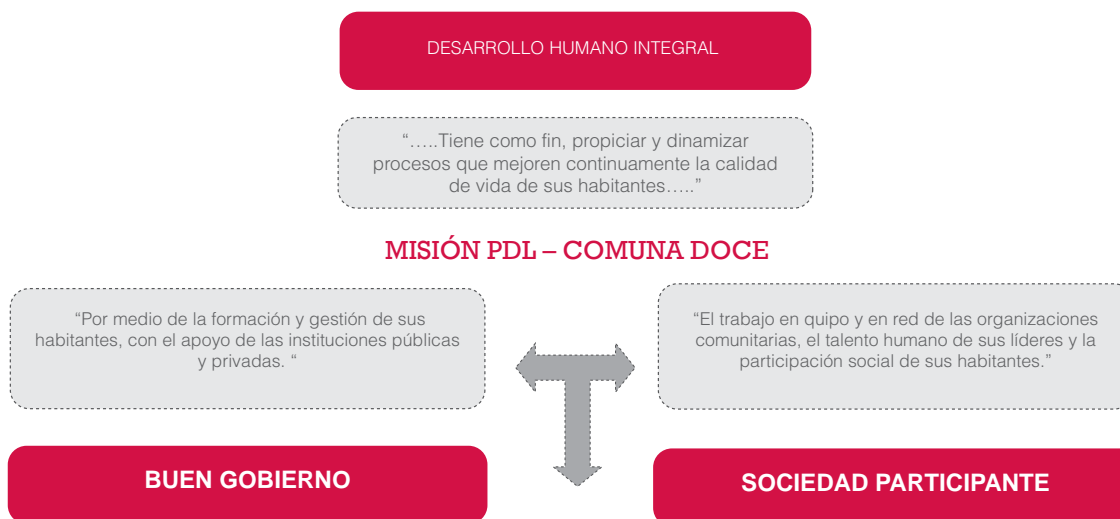 DESARROLLO HUMANO INTEGRAL
“…..Tiene como fin, propiciar y dinamizar
procesos que mejoren continuamente la calidad
de vida de sus habitantes…..”
MISIÓN PDL – COMUNA DOCE
“Por medio de la formación y gestión de sus
habitantes, con el apoyo de las instituciones públicas
y privadas. “
“El trabajo en quipo y en red de las organizaciones
comunitarias, el talento humano de sus líderes y la
participación social de sus habitantes.”
BUEN GOBIERNO
SOCIEDAD PARTICIPANTE